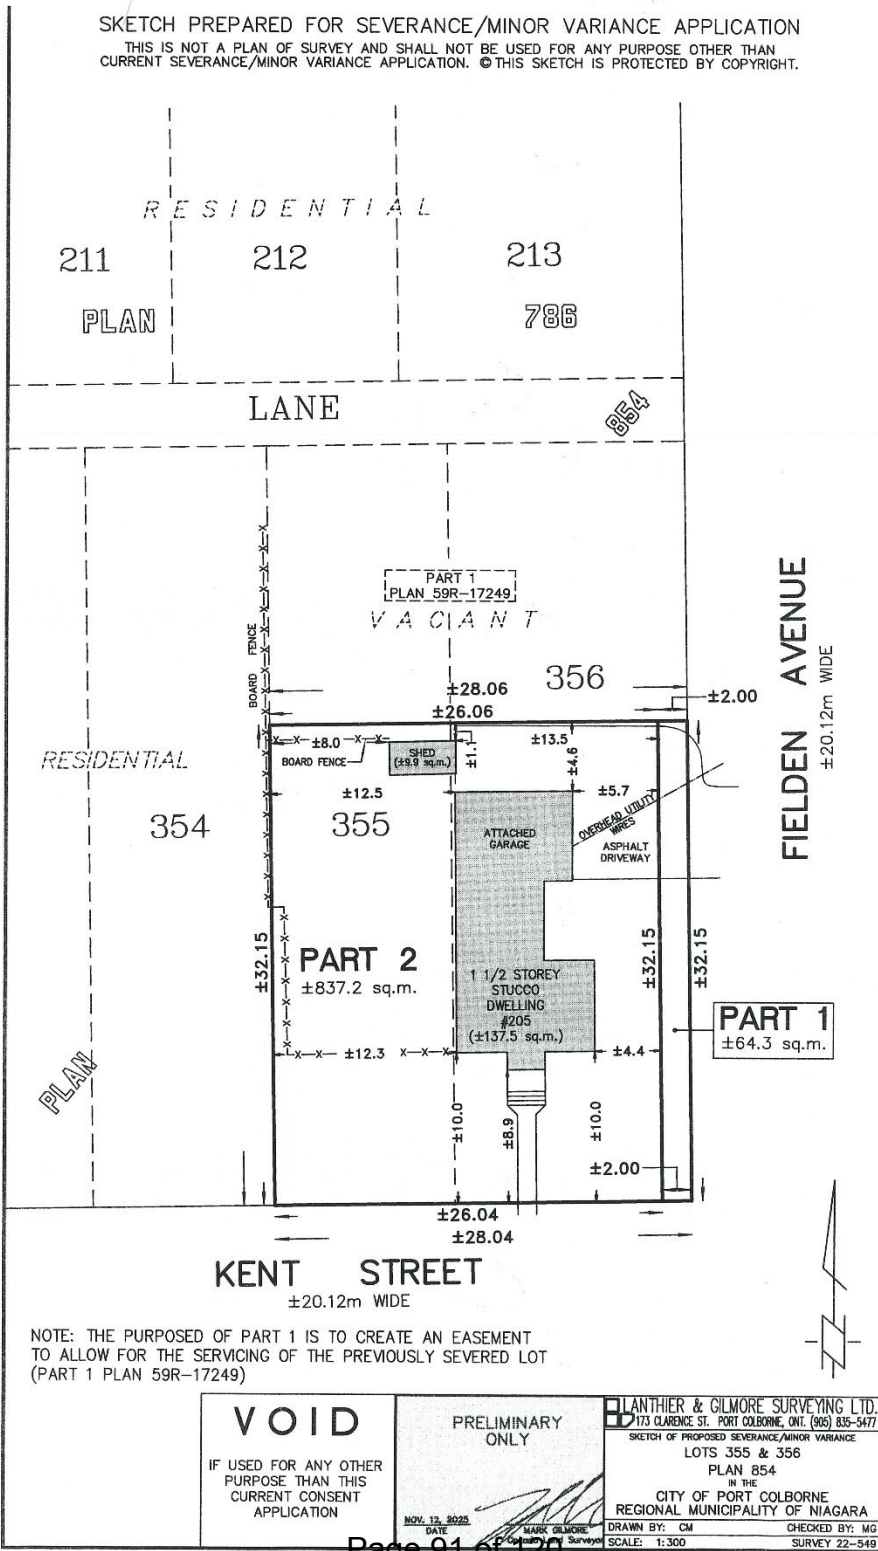 SKETCH PREPARED FOR SEVERANCE/MINOR VARIANCE APPLICATION
THIS IS NOT A PLAN OF SURVEY AND SHALL NOT BE USED FOR ANY PURPOSE OTHER THAN
CURRENT SEVERANCE/MINOR VARIANCE APPLICATION. © THIS SKETCH IS PROTECTED BY COPYRIGHT.
RESIDENTIAL
211
212
213
PLAN
786
LANE
854
PART 1
PLAN 59R-17249
VACANT
BOARD FENCE
356
±28.06
±26.06
±2.00
FIELDEN AVENUE
±20.12m WIDE
RESIDENTIAL
±8.0
BOARD FENCE
SHED
(±9.9 sq.m.)
±1.1
±13.5
±4.6
±12.5
±5.7
354
355
ATTACHED
GARAGE
OVERHEAD UTILITY
WIRES
ASPHALT
DRIVEWAY
±32.15
PART 2
±837.2 sq.m.
1 1/2 STOREY
STUCCO
DWELLING
#205
(±137.5 sq.m.)
±32.15
±32.15
PART 1
±64.3 sq.m.
±12.3
±4.4
PLAN
±10.0
±8.9
±10.0
±2.00
±26.04
±28.04
KENT STREET
±20.12m WIDE
NOTE: THE PURPOSED OF PART 1 IS TO CREATE AN EASEMENT
TO ALLOW FOR THE SERVICING OF THE PREVIOUSLY SEVERED LOT
(PART 1 PLAN 59R-17249)
VOID
IF USED FOR ANY OTHER
PURPOSE THAN THIS
CURRENT CONSENT
APPLICATION
PRELIMINARY
ONLY
NOV. 12, 2025
DATE
MARK GILMORE
Ontario Land Surveyor
LANTHIER & GILMORE SURVEYING LTD.
173 CLARENCE ST. PORT COLBORNE, ONT. (905) 835-5477
SKETCH OF PROPOSED SEVERANCE/MINOR VARIANCE
LOTS 355 & 356
PLAN 854
IN THE
CITY OF PORT COLBORNE
REGIONAL MUNICIPALITY OF NIAGARA
DRAWN BY: CM
CHECKED BY: MG
SCALE: 1:300
SURVEY 22-549
Page 91 of 120